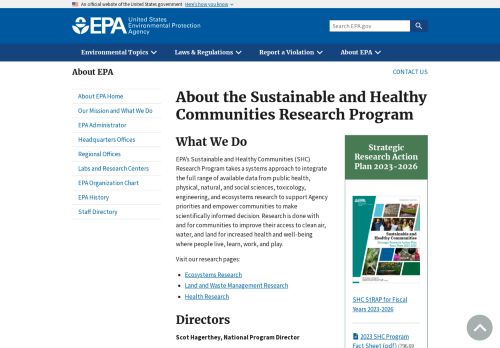 An official website of the United States government Here's how you know
EPA United States
Environmental Protection
Agency
Search EPA.gov
Environmental Topics
Laws & Regulations
Report a Violation
About EPA
About EPA
CONTACT US
About EPA Home
Our Mission and What We Do
EPA Administrator
Headquarters Offices
Regional Offices
Labs and Research Centers
EPA Organization Chart
EPA History
Staff Directory
About the Sustainable and Healthy
Communities Research Program
What We Do
EPA's Sustainable and Healthy Communities (SHC)
Research Program takes a systems approach to integrate
the full range of available data from public health,
physical, natural, and social sciences, toxicology,
engineering, and ecosystems research to support Agency
priorities and empower communities to make
scientifically informed decision. Research is done with
and for communities to improve their access to clean air,
water, and land for increased health and well-being
where people live, learn, work, and play.
Visit our research pages:
Ecosystems Research
Land and Waste Management Research
Health Research
Directors
Scot Hagerthey, National Program Director
Strategic
Research Action
Plan 2023-2026
Sustainable and
Healthy Communities
SHC StRAP for Fiscal
Years 2023-2026
2023 SHC Program
Fact Sheet (pdf)